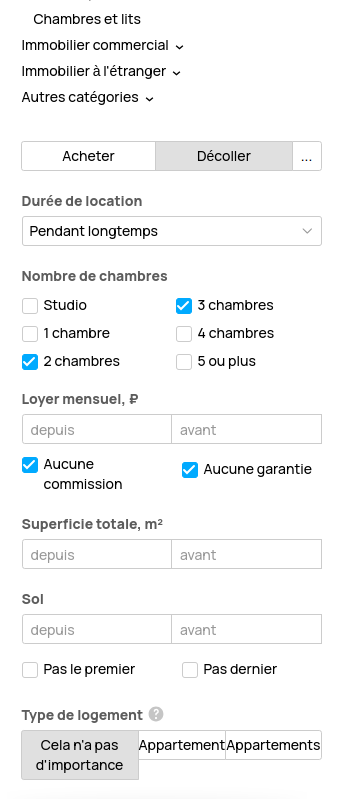 Chambres et lits
Immobilier commercial
Immobilier à l'étranger
Autres catégories
Acheter Décoller ...
Durée de location
Pendant longtemps
Nombre de chambres
Studio 3 chambres
1 chambre 4 chambres
2 chambres 5 ou plus
Loyer mensuel, ₽
depuis avant
Aucune commission Aucune garantie
Superficie totale, m²
depuis avant
Sol
depuis avant
Pas le premier Pas dernier
Type de logement ?
Cela n'a pas d'importance Appartement Appartements